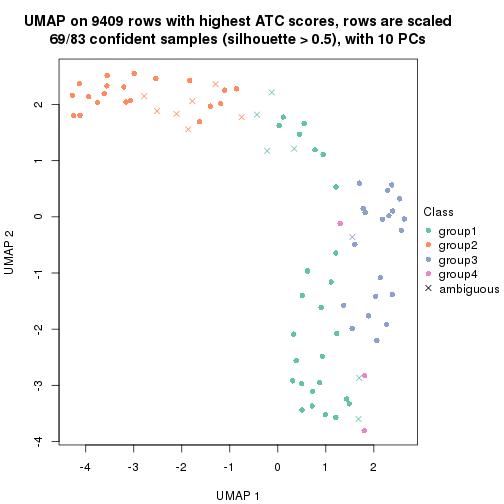 UMAP on 9409 rows with highest ATC scores, rows are scaled
69/83 confident samples (silhouette > 0.5), with 10 PCs
2
1
0
-1
-2
-3
-4
UMAP 2
-4
-3
-2
-1
0
1
2
UMAP 1
Class
group1
group2
group3
group4
ambiguous